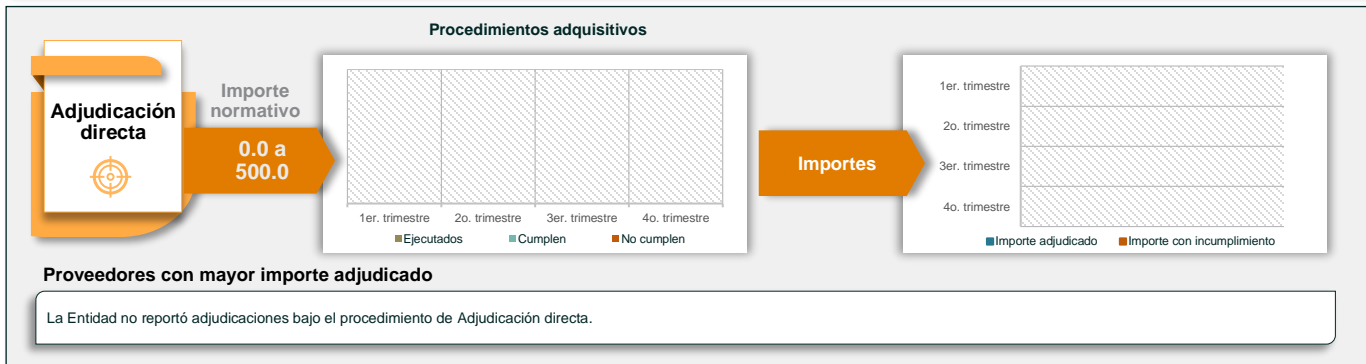 Procedimientos adquisitivos
Adjudicación
directa
Importe
normativo
0.0 a
500.0
1er. trimestre
2o. trimestre
3er. trimestre
4o. trimestre
Ejecutados
Cumplen
No cumplen
Importes
1er. trimestre
2o. trimestre
3er. trimestre
4o. trimestre
Importe adjudicado
Importe con incumplimiento
Proveedores con mayor importe adjudicado
La Entidad no reportó adjudicaciones bajo el procedimiento de Adjudicación directa.